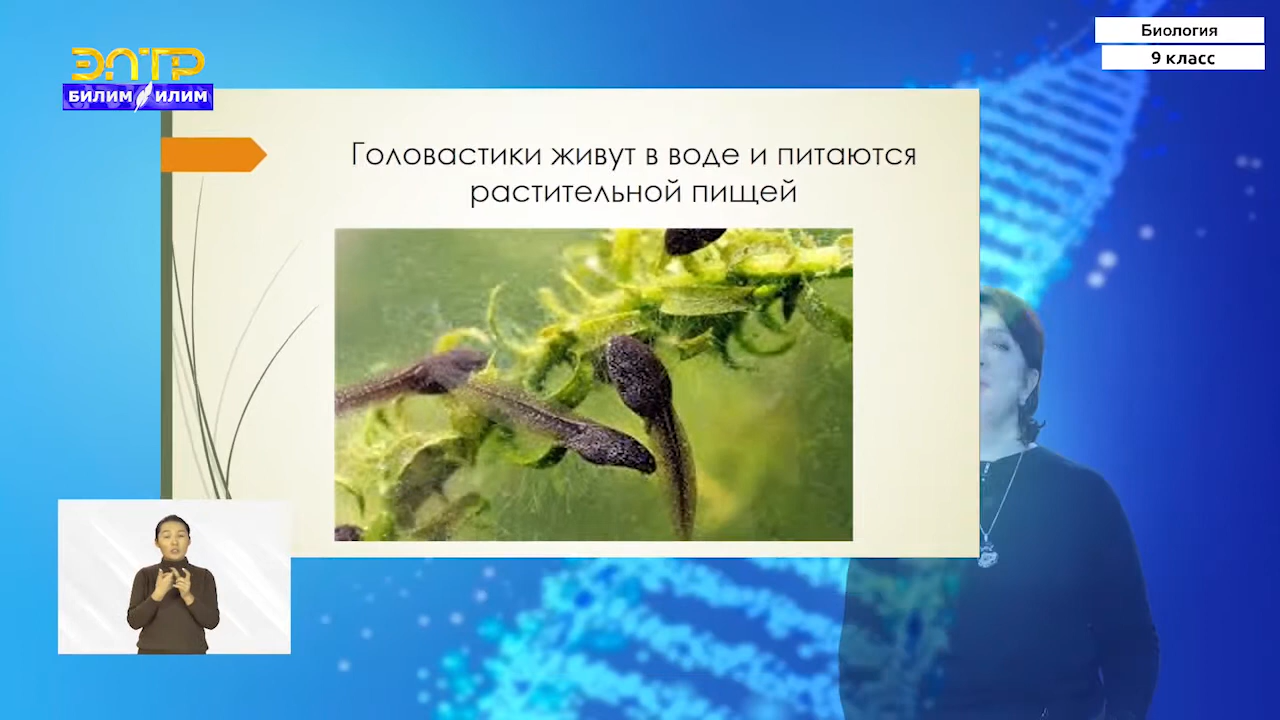 Биология
9 класс
ЭЛТР
БИЛИМ ИЛИМ
Головастики живут в воде и питаются
растительной пищей